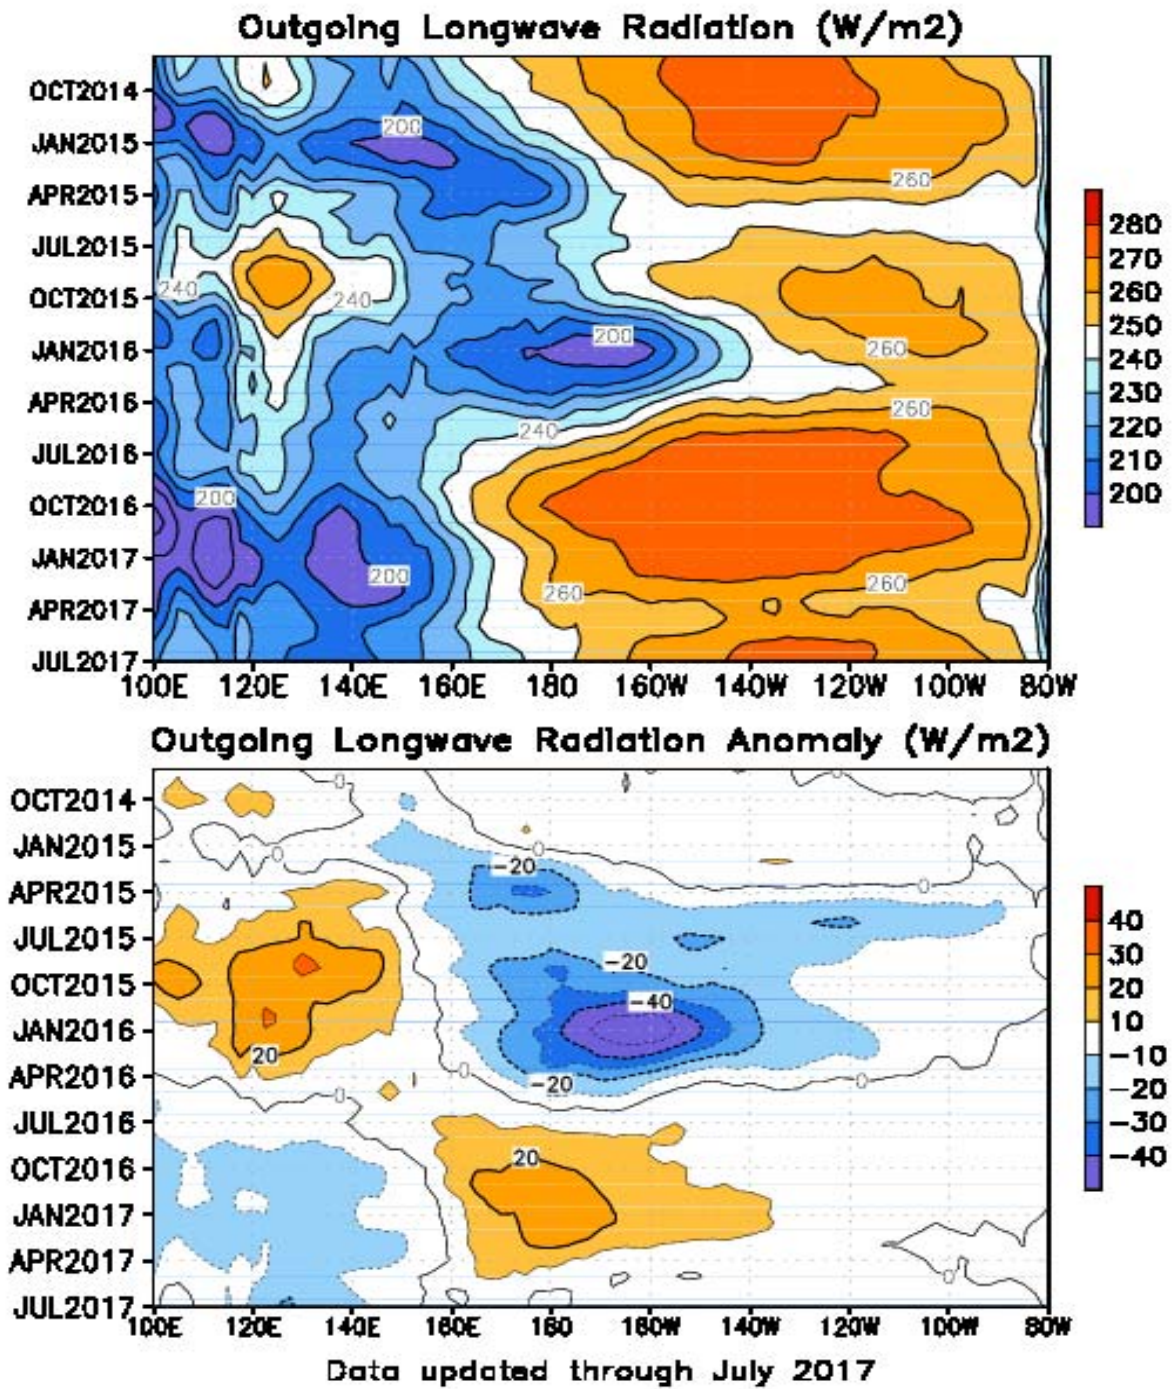 Outgoing Longwave Radiation (W/m2)
OCT2014
JAN2015
APR2015
JUL2015
OCT2015
JAN2016
APR2016
JUL2016
OCT2016
JAN2017
APR2017
JUL2017
200
260
240
240
200
260
260
240
200
200
260
260
280
270
260
250
240
230
220
210
200
100E 120E 140E 160E 180 160W 140W 120W 100W 80W
Outgoing Longwave Radiation Anomaly (W/m2)
OCT2014
JAN2015
APR2015
JUL2015
OCT2015
JAN2016
APR2016
JUL2016
OCT2016
JAN2017
APR2017
JUL2017
0
0
0
0
-20
0
-20
-40
20
0
-20
0
0
20
0
40
30
20
10
-10
-20
-30
-40
100E 120E 140E 160E 180 160W 140W 120W 100W 80W
Data updated through July 2017